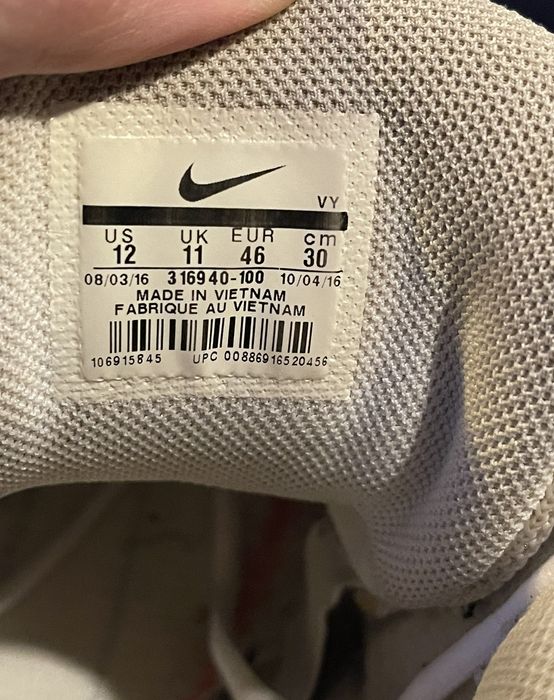 VY
US UK EUR cm
12 11 46 30
08/03/16 316940-100 10/04/16
MADE IN VIETNAM
FABRIQUE AU VIETNAM
106915845 UPC 00886916520456